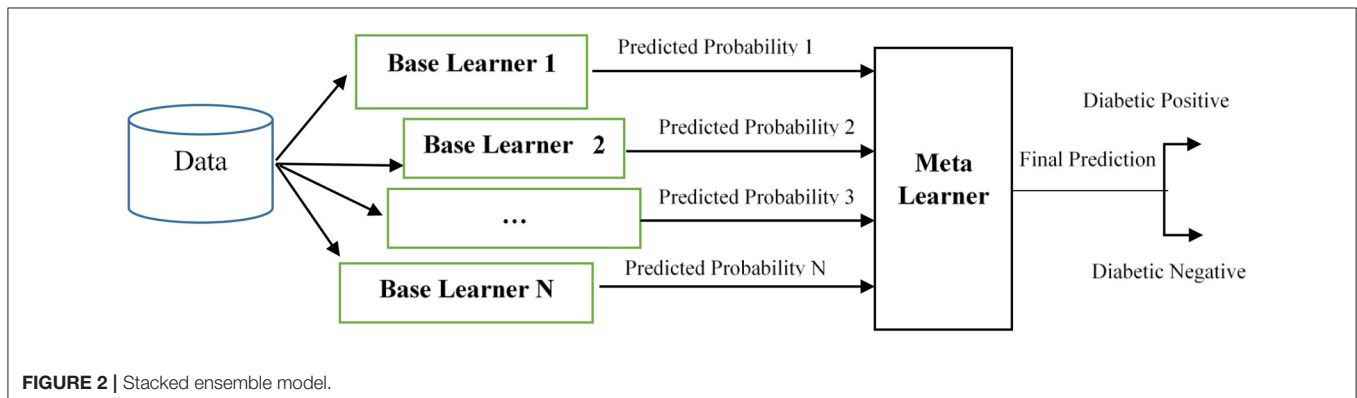 Data
Base Learner 1
Base Learner 2
...
Base Learner N
Predicted Probability 1
Predicted Probability 2
Predicted Probability 3
Predicted Probability N
Meta
Learner
Final Prediction
Diabetic Positive
Diabetic Negative
FIGURE 2 | Stacked ensemble model.